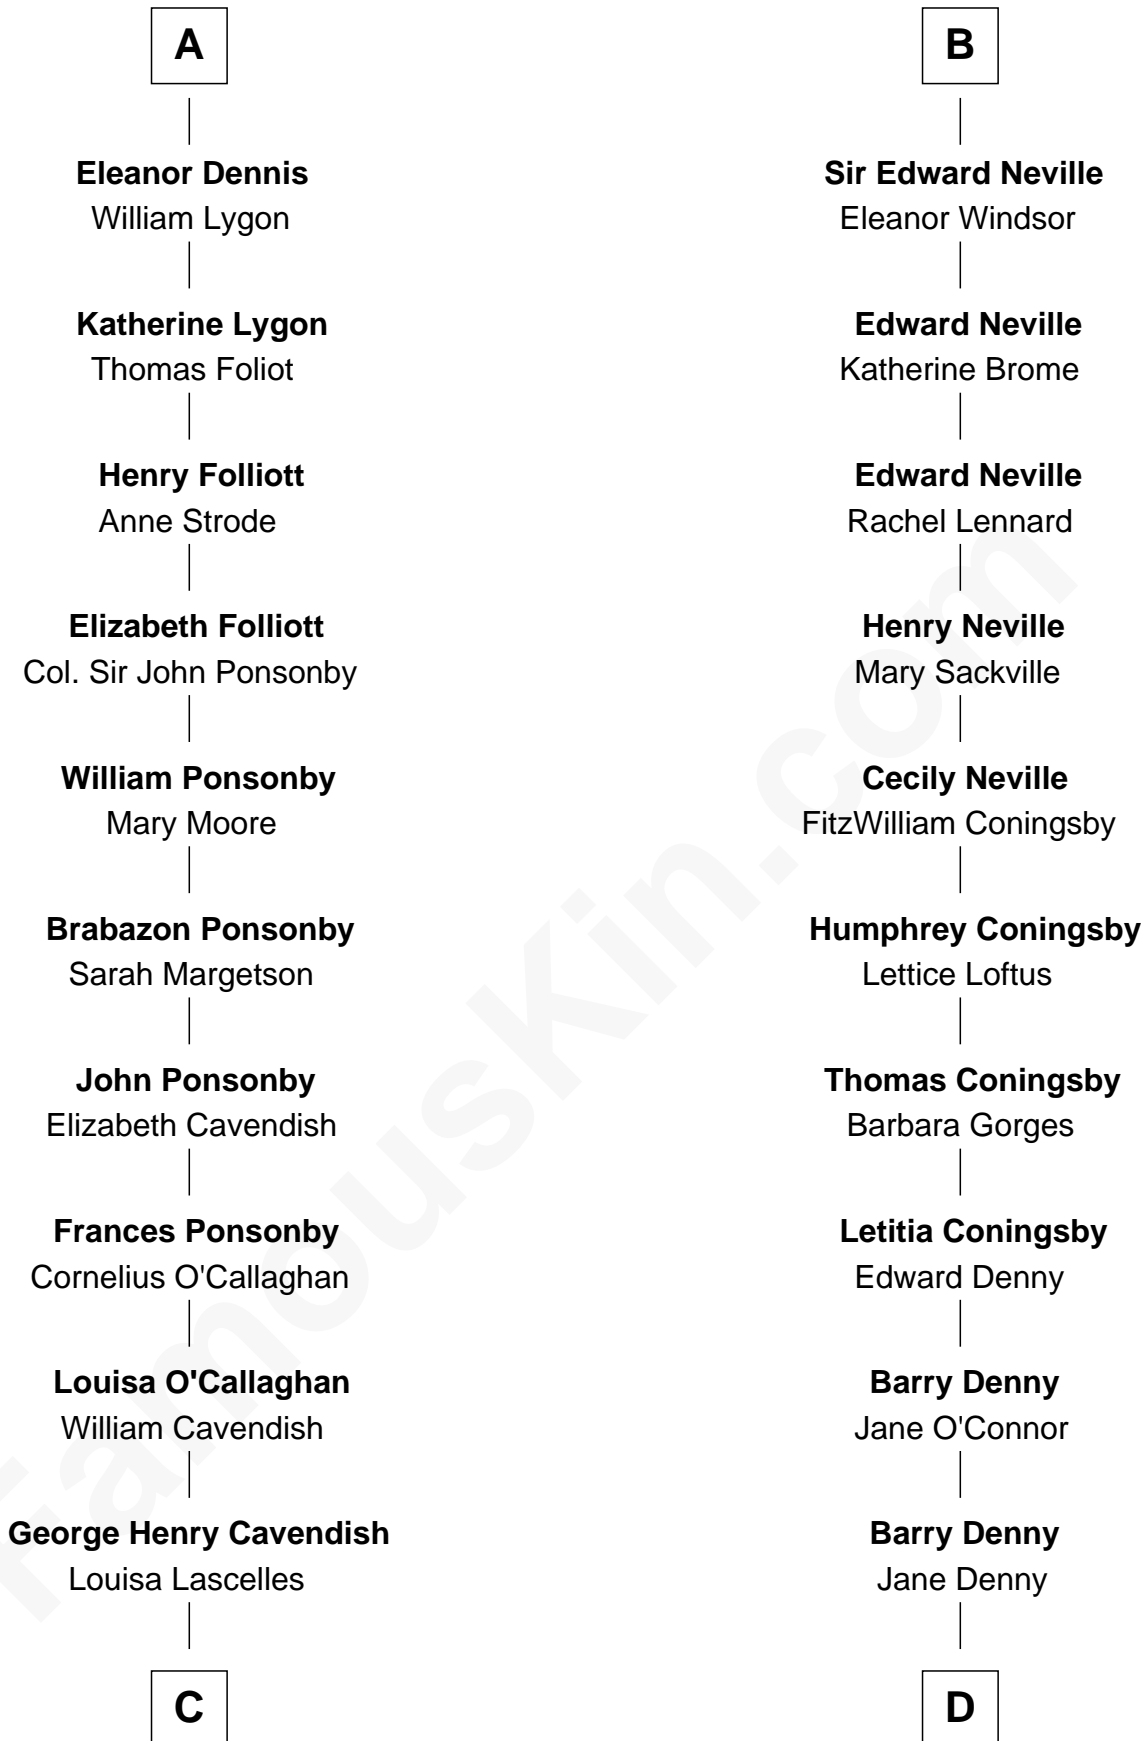 A
Eleanor Dennis
William Lygon
Katherine Lygon
Thomas Foliot
Henry Folliott
Anne Strode
Elizabeth Folliott
Col. Sir John Ponsonby
William Ponsonby
Mary Moore
Brabazon Ponsonby
Sarah Margetson
John Ponsonby
Elizabeth Cavendish
Frances Ponsonby
Cornelius O'Callaghan
Louisa O'Callaghan
William Cavendish
George Henry Cavendish
Louisa Lascelles
C
B
Sir Edward Neville
Eleanor Windsor
Edward Neville
Katherine Brome
Edward Neville
Rachel Lennard
Henry Neville
Mary Sackville
Cecily Neville
FitzWilliam Coningsby
Humphrey Coningsby
Lettice Loftus
Thomas Coningsby
Barbara Gorges
Letitia Coningsby
Edward Denny
Barry Denny
Jane O'Connor
Barry Denny
Jane Denny
D
FamousKin.com